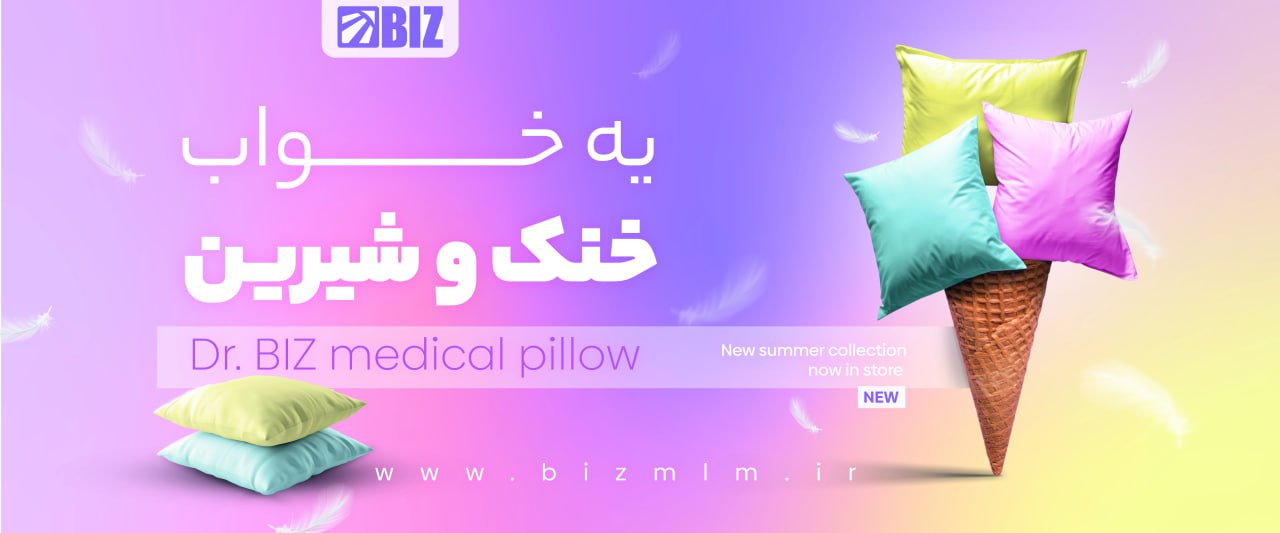 BIZ
یه خواب
خنک و شیرین
Dr. BIZ medical pillow
New summer collection
now in store
NEW
www.bizmlm.ir